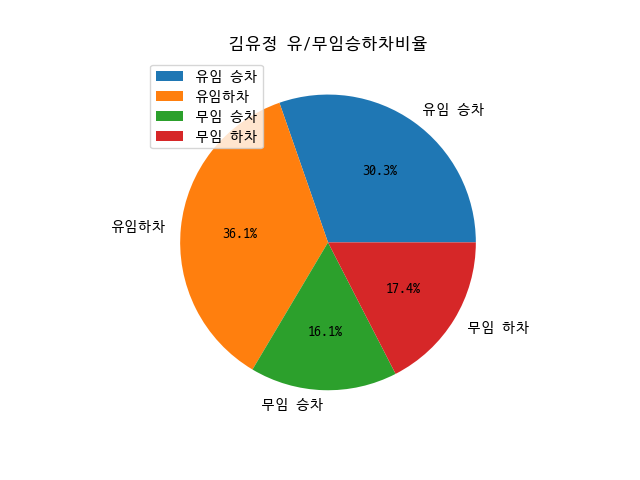 김유정 유/무임승하차비율
유임 승차
유임하차
무임 승차
무임 하차
유임 승차
30.3%
유임하차
36.1%
무임 승차
16.1%
무임 하차
17.4%